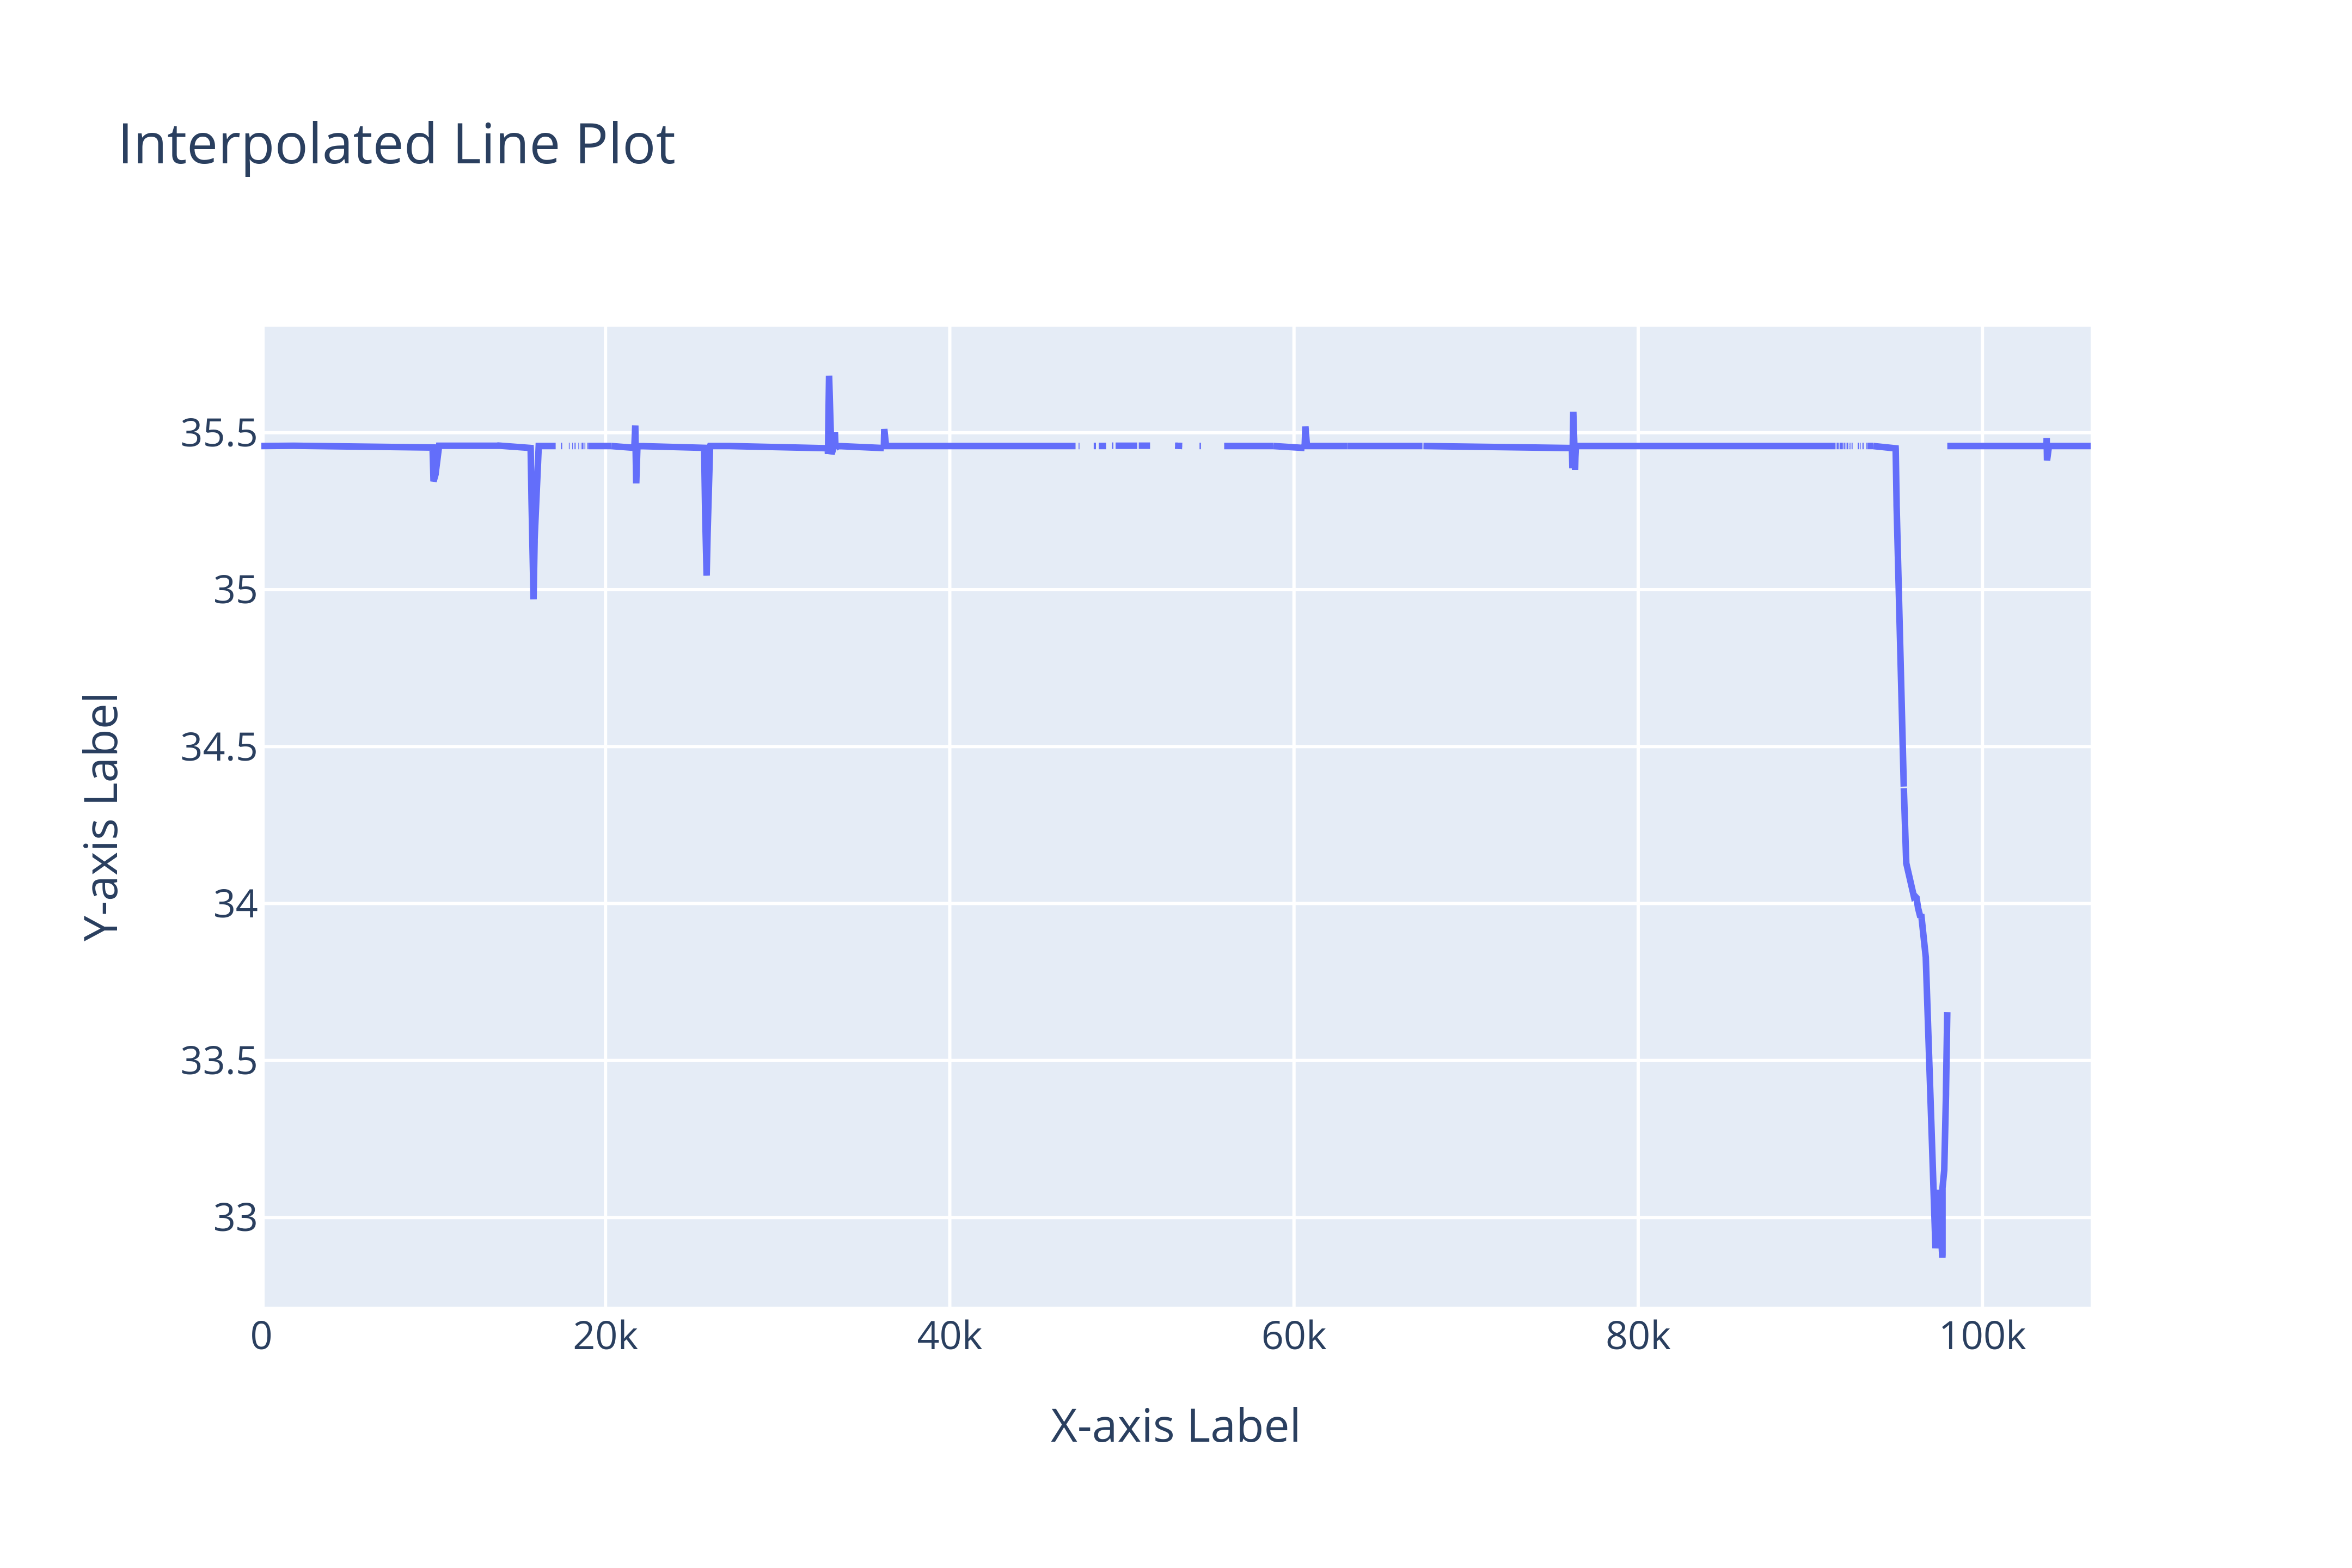 Interpolated Line Plot
35.5
35
34.5
34
33.5
33
Y-axis Label
0 20k 40k 60k 80k 100k
X-axis Label